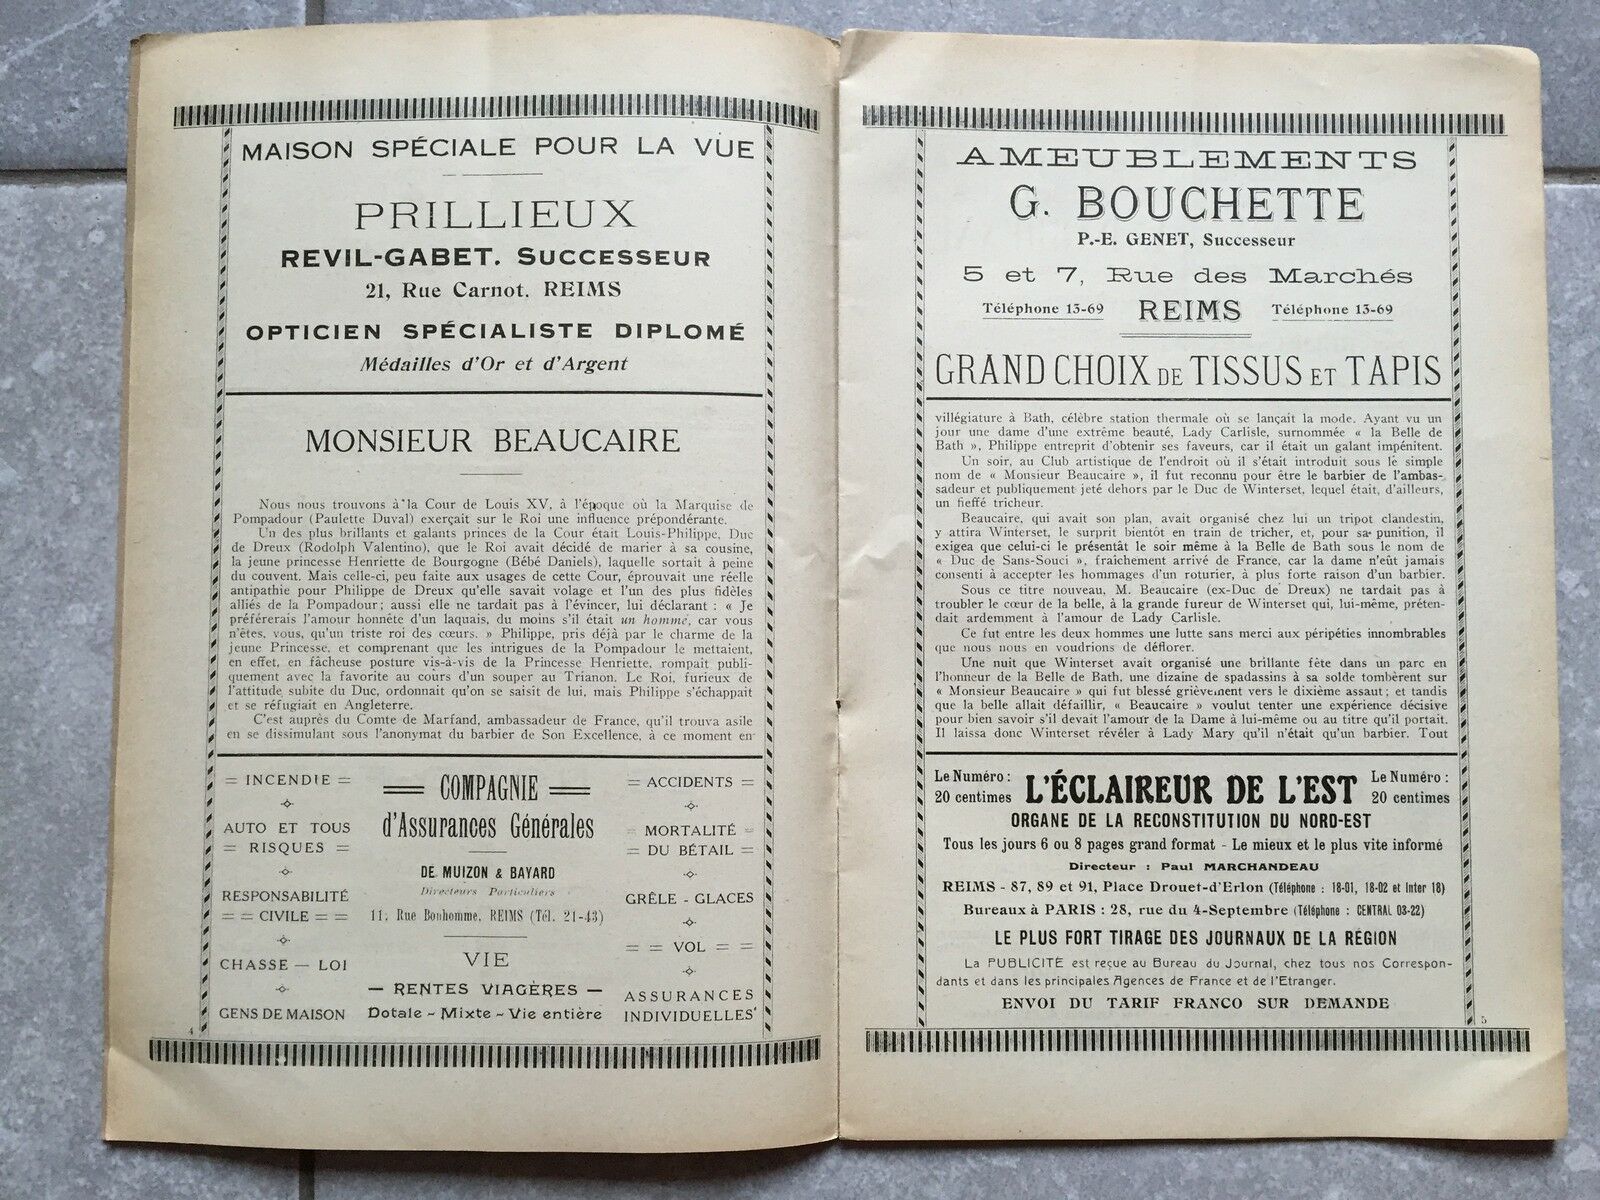 MAISON SPÉCIALE POUR LA VUE
PRILLIEUX
REVIL-GABET. SUCCESSEUR
21, Rue Carnot. REIMS
OPTICIEN SPÉCIALISTE DIPLOMÉ
Médailles d'Or et d'Argent
MONSIEUR BEAUCAIRE
Nous nous trouvons à la Cour de Louis XV, à l'époque où la Marquise de
Pompadour (Paulette Duval) exerçait sur le Roi une influence prépondérante.
Un des plus brillants et galants princes de la Cour était Louis-Philippe, Duc
de Dreux (Rodolph Valentino), que le Roi avait décidé de marier à sa cousine,
la jeune princesse Henriette de Bourgogne (Bébé Daniels), laquelle sortait à peine
du couvent. Mais celle-ci, peu faite aux usages de cette Cour, éprouvait une réelle
antipathie pour Philippe de Dreux qu'elle savait volage et l'un des plus fidèles
alliés de la Pompadour; aussi elle ne tardait pas à l'évincer, lui déclarant : « Je
préférerais l'amour honnête d'un laquais, du moins s'il était un homme, car vous
n'êtes, vous, qu'un triste roi des cœurs. » Philippe, pris déjà par le charme de la
jeune Princesse, et comprenant que les intrigues de la Pompadour le mettaient,
en effet, en fâcheuse posture vis-à-vis de la Princesse Henriette, rompait publi-
quement avec la favorite au cours d'un souper au Trianon. Le Roi, furieux de
l'attitude subite du Duc, ordonnait qu'on se saisit de lui, mais Philippe s'échappait
et se réfugiait en Angleterre.
C'est auprès du Comte de Marfand, ambassadeur de France, qu'il trouva asile
en se dissimulant sous l'anonymat du barbier de Son Excellence, à ce moment en
= INCENDIE =
AUTO ET TOUS
= RISQUES =
RESPONSABILITÉ
= = CIVILE = =
CHASSE — LOI
GENS DE MAISON
COMPAGNIE
d'Assurances Générales
DE MUIZON & BAYARD
Directeurs Particuliers
11, Rue Bonhomme, REIMS (Tél. 21-43)
VIE
— RENTES VIAGÈRES —
Dotale - Mixte - Vie entière
= ACCIDENTS =
= MORTALITÉ =
= DU BÉTAIL =
GRÊLE - GLACES
= = VOL = =
ASSURANCES
INDIVIDUELLES
4
AMEUBLEMENTS
G. BOUCHETTE
P.-E. GENET, Successeur
5 et 7, Rue des Marchés
Téléphone 13-69 REIMS Téléphone 13-69
GRAND CHOIX DE TISSUS ET TAPIS
villégiature à Bath, célèbre station thermale où se lançait la mode. Ayant vu un
jour une dame d'une extrême beauté, Lady Carlisle, surnommée « la Belle de
Bath », Philippe entreprit d'obtenir ses faveurs, car il était un galant impénitent.
Un soir, au Club artistique de l'endroit où il s'était introduit sous le simple
nom de « Monsieur Beaucaire », il fut reconnu pour être le barbier de l'ambas-
sadeur et publiquement jeté dehors par le Duc de Winterset, lequel était, d'ailleurs,
un fieffé tricheur.
Beaucaire, qui avait son plan, avait organisé chez lui un tripot clandestin,
y attira Winterset, le surprit bientôt en train de tricher, et, pour sa punition, il
exigea que celui-ci le présentât le soir même à la Belle de Bath sous le nom de
« Duc de Sans-Souci », fraichement arrivé de France, car la dame n'eût jamais
consenti à accepter les hommages d'un roturier, à plus forte raison d'un barbier.
Sous ce titre nouveau, M. Beaucaire (ex-Duc de Dreux) ne tardait pas à
troubler le cœur de la belle, à la grande fureur de Winterset qui, lui-même, préten-
dait ardemment à l'amour de Lady Carlisle.
Ce fut entre les deux hommes une lutte sans merci aux péripéties innombrables
que nous nous en voudrions de déflorer.
Une nuit que Winterset avait organisé une brillante fête dans un parc en
l'honneur de la Belle de Bath, une dizaine de spadassins à sa solde tombèrent sur
« Monsieur Beaucaire » qui fut blessé grièvement vers le dixième assaut; et tandis
que la belle allait défaillir, « Beaucaire » voulut tenter une expérience décisive
pour bien savoir s'il devait l'amour de la Dame à lui-même ou au titre qu'il portait.
Il laissa donc Winterset révéler à Lady Mary qu'il n'était qu'un barbier. Tout
Le Numéro : 20 centimes
L'ÉCLAIREUR DE L'EST
Le Numéro : 20 centimes
ORGANE DE LA RECONSTITUTION DU NORD-EST
Tous les jours 6 ou 8 pages grand format - Le mieux et le plus vite informé
Directeur : Paul MARCHANDEAU
REIMS - 87, 89 et 91, Place Drouet-d'Erlon (Téléphone : 18-01, 18-02 et Inter 18)
Bureaux à PARIS : 28, rue du 4-Septembre (Téléphone : CENTRAL 03-22)
LE PLUS FORT TIRAGE DES JOURNAUX DE LA RÉGION
La PUBLICITÉ est reçue au Bureau du Journal, chez tous nos Correspon-
dants et dans les principales Agences de France et de l'Etranger.
ENVOI DU TARIF FRANCO SUR DEMANDE
5